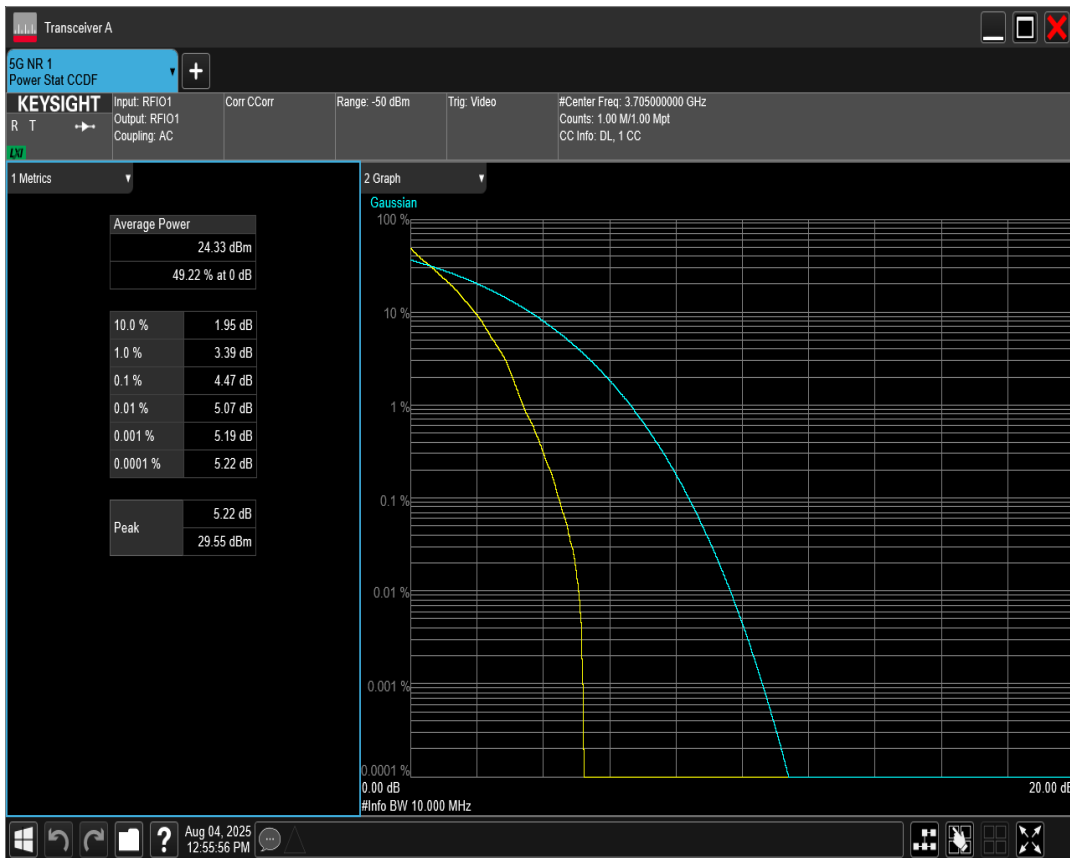 Transceiver A
5G NR 1
Power Stat CCDF
KEYSIGHT
R T
LXI
Input: RFIO1
Output: RFIO1
Coupling: AC
Corr CCorr
Range: -50 dBm
Trig: Video
#Center Freq: 3.705000000 GHz
Counts: 1.00 M/1.00 Mpt
CC Info: DL, 1 CC
1 Metrics
Average Power
24.33 dBm
49.22 % at 0 dB
10.0 % 1.95 dB
1.0 % 3.39 dB
0.1 % 4.47 dB
0.01 % 5.07 dB
0.001 % 5.19 dB
0.0001 % 5.22 dB
Peak
5.22 dB
29.55 dBm
2 Graph
Gaussian
100 %
10 %
1 %
0.1 %
0.01 %
0.001 %
0.0001 %
0.00 dB
20.00 dB
#Info BW 10.000 MHz
Aug 04, 2025
12:55:56 PM